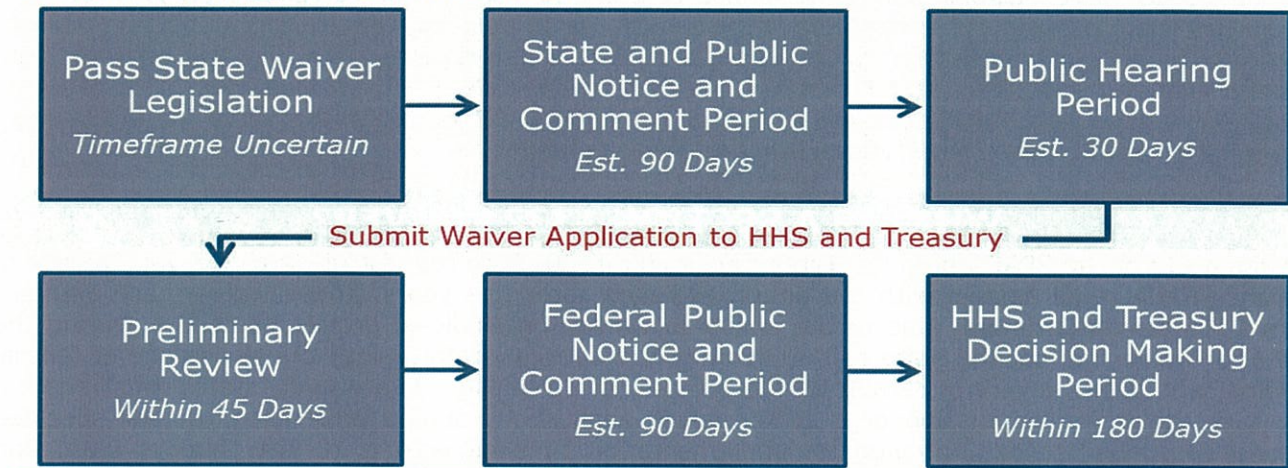 Pass State Waiver
Legislation
Timeframe Uncertain
State and Public
Notice and
Comment Period
Est. 90 Days
Public Hearing
Period
Est. 30 Days
Submit Waiver Application to HHS and Treasury
Preliminary
Review
Within 45 Days
Federal Public
Notice and
Comment Period
Est. 90 Days
HHS and Treasury
Decision Making
Period
Within 180 Days